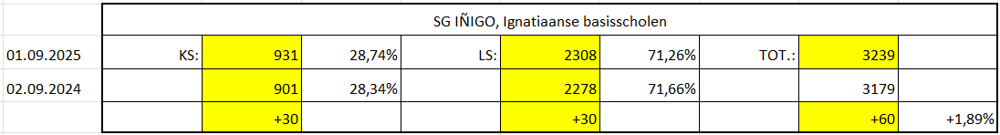 SG IÑIGO, Ignatiaanse basisscholen
01.09.2025 KS: 931 28,74% LS: 2308 71,26% TOT.: 3239
02.09.2024 901 28,34% 2278 71,66% 3179
+30 +30 +60 +1,89%